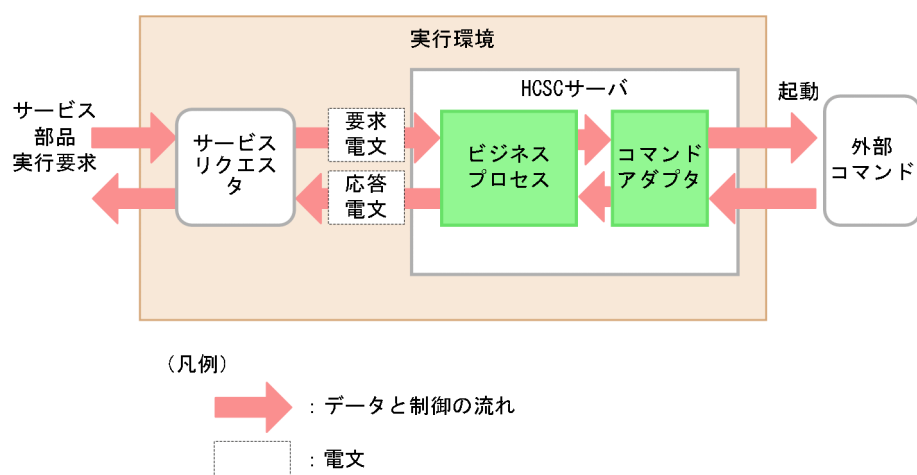 実行環境
HCSCサーバ
サービス
部品
実行要求
サービス
リクエス
タ
要求
電文
応答
電文
ビジネス
プロセス
コマンド
アダプタ
起動
外部
コマンド
(凡例)
：データと制御の流れ
：電文